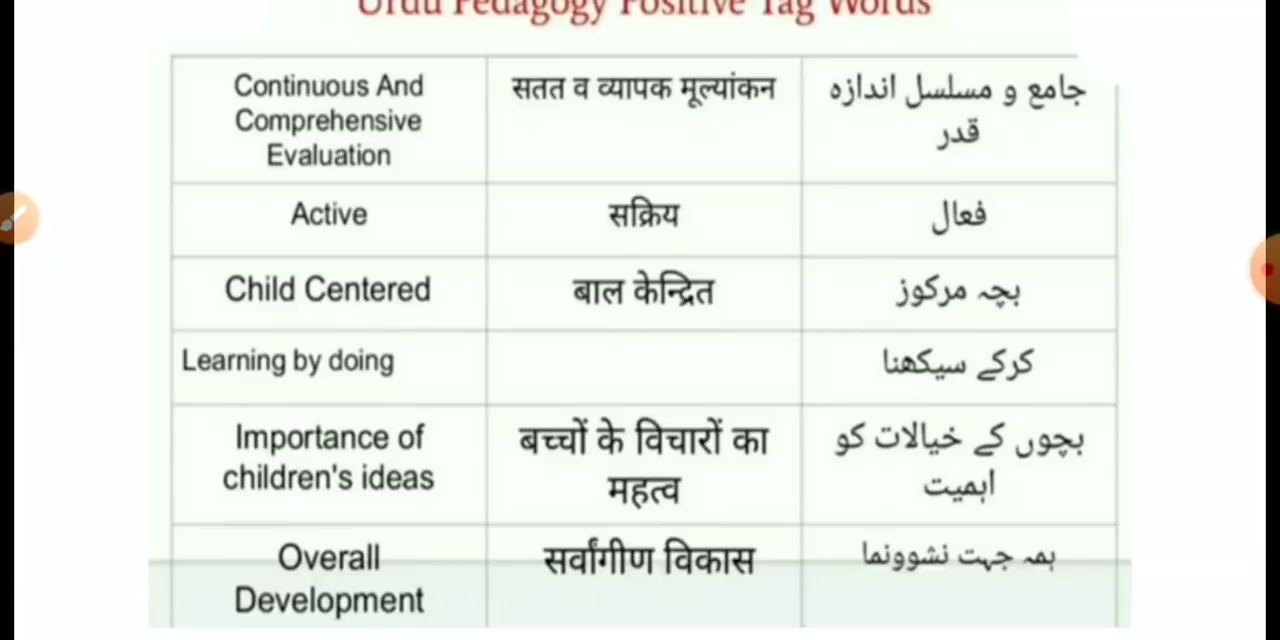 Urdu Pedagogy Positive Tag Words
Continuous And
Comprehensive
Evaluation
सतत व व्यापक मूल्यांकन
جامع و مسلسل اندازہ
قدر
Active
सक्रिय
فعال
Child Centered
बाल केन्द्रित
بچہ مرکوز
Learning by doing
کرکے سیکھنا
Importance of
children's ideas
बच्चों के विचारों का
महत्व
بچوں کے خیالات کو
اہمیت
Overall
Development
सर्वांगीण विकास
ہمہ جہت نشوونما